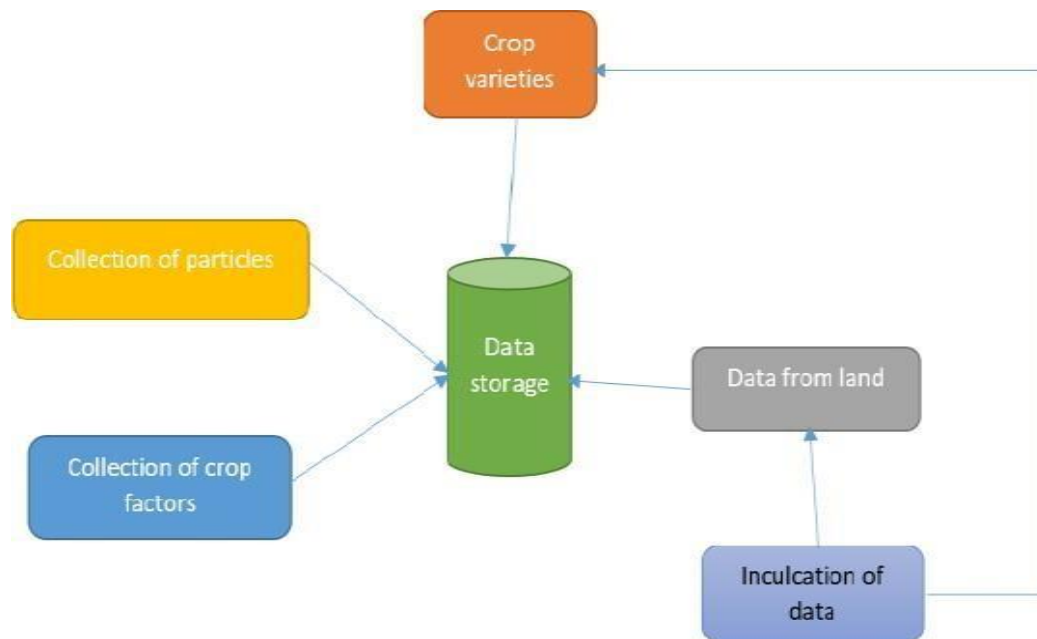 Crop
varieties
Collection of particles
Data
storage
Data from land
Collection of crop
factors
Inculcation of
data